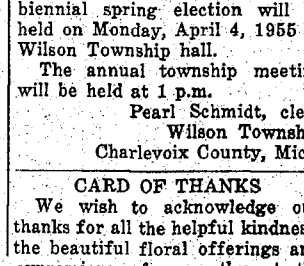 biennial spring election will
held on Monday, April 4, 1955
Wilson Township hall.
The annual township meeti
will be held at 1 p.m.
Pearl Schmidt, cle
Wilson Townsh
Charlevoix County, Mic
CARD OF THANKS
We wish to acknowledge ou
thanks for all the helpful kindnes
the beautiful floral offerings an